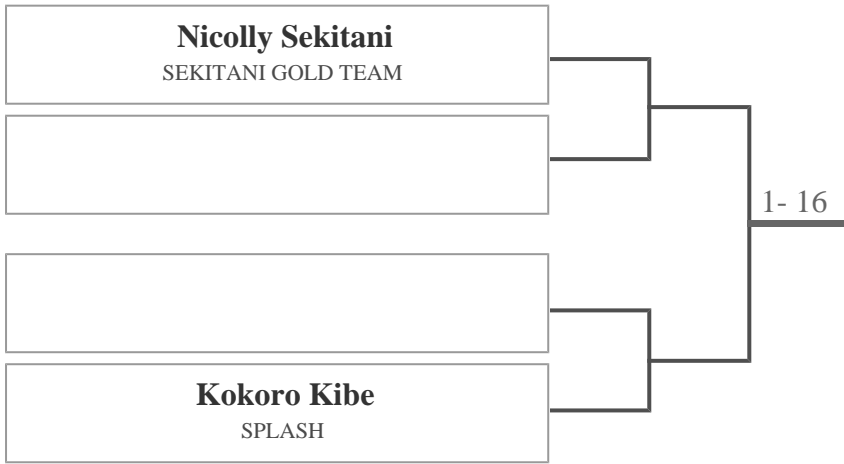 Nicolly Sekitani
SEKITANI GOLD TEAM
1- 16
Kokoro Kibe
SPLASH